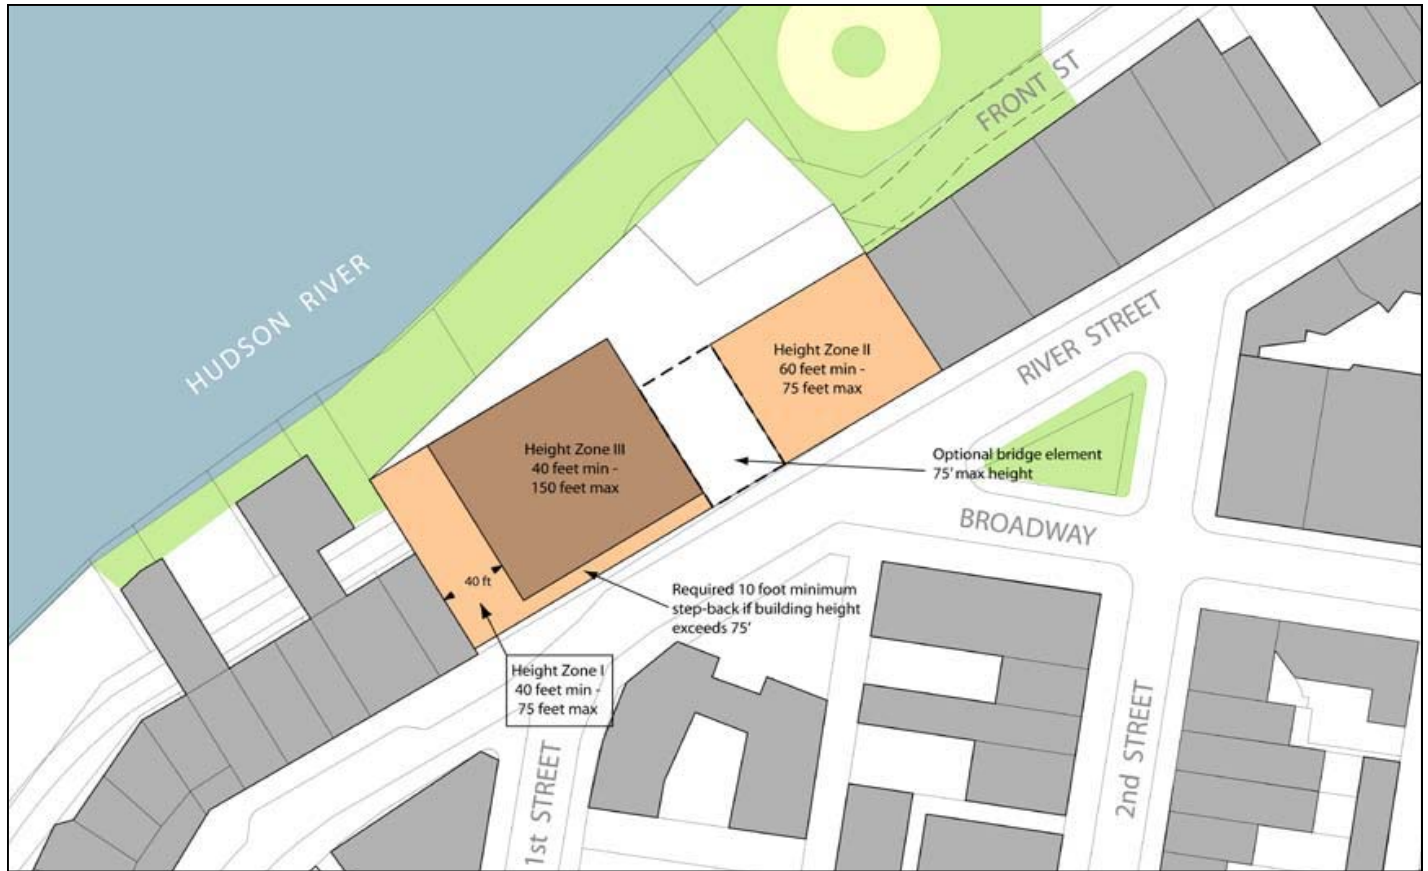 FRONT ST
HUDSON RIVER
RIVER STREET
Height Zone II
60 feet min -
75 feet max
Height Zone III
40 feet min -
150 feet max
Optional bridge element
75' max height
BROADWAY
40 ft
Required 10 foot minimum
step-back if building height
exceeds 75'
Height Zone I
40 feet min -
75 feet max
1st STREET
2nd STREET